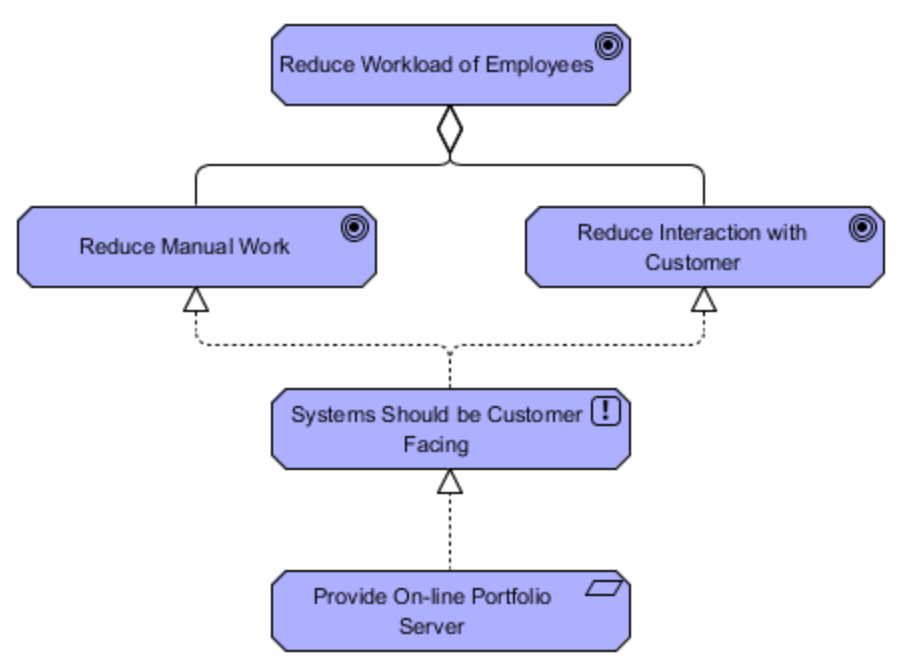 Reduce Workload of Employees
Reduce Manual Work
Reduce Interaction with
Customer
Systems Should be Customer
Facing
!
Provide On-line Portfolio
Server